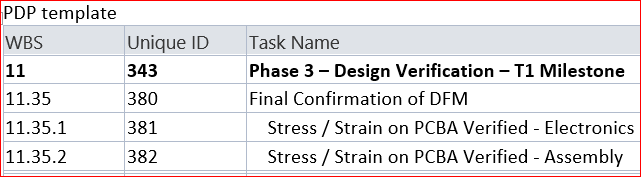 PDP template
WBS Unique ID Task Name
11 343 Phase 3 – Design Verification – T1 Milestone
11.35 380 Final Confirmation of DFM
11.35.1 381 Stress / Strain on PCBA Verified - Electronics
11.35.2 382 Stress / Strain on PCBA Verified - Assembly